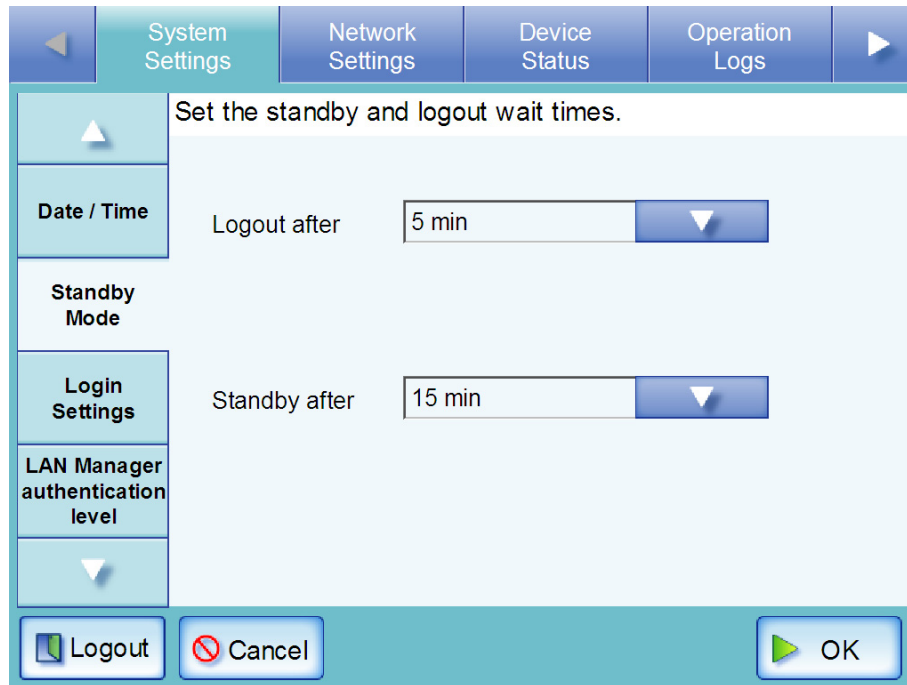 System
Settings
Network
Settings
Device
Status
Operation
Logs
Set the standby and logout wait times.
Date / Time
Standby
Mode
Login
Settings
LAN Manager
authentication
level
Logout after
5 min
Standby after
15 min
Logout
Cancel
OK